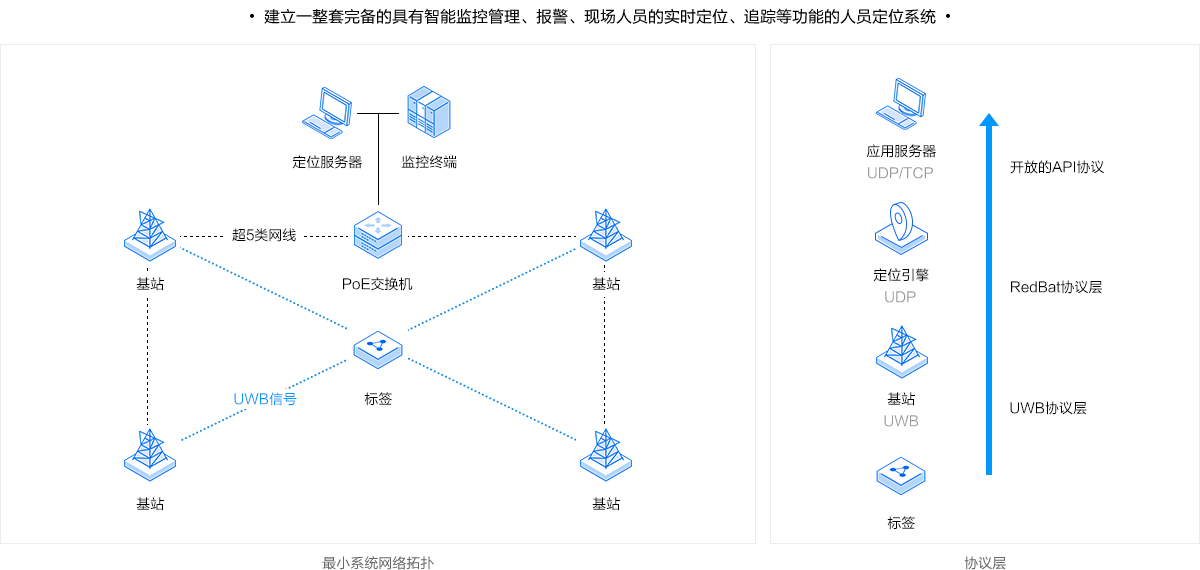 • 建立一整套完备的具有智能监控管理、报警、现场人员的实时定位、追踪等功能的人员定位系统 •
定位服务器
监控终端
超5类网线
基站
PoE交换机
基站
UWB信号
标签
基站
基站
最小系统网络拓扑
应用服务器
UDP/TCP
开放的API协议
定位引擎
UDP
RedBat协议层
基站
UWB
UWB协议层
标签
协议层